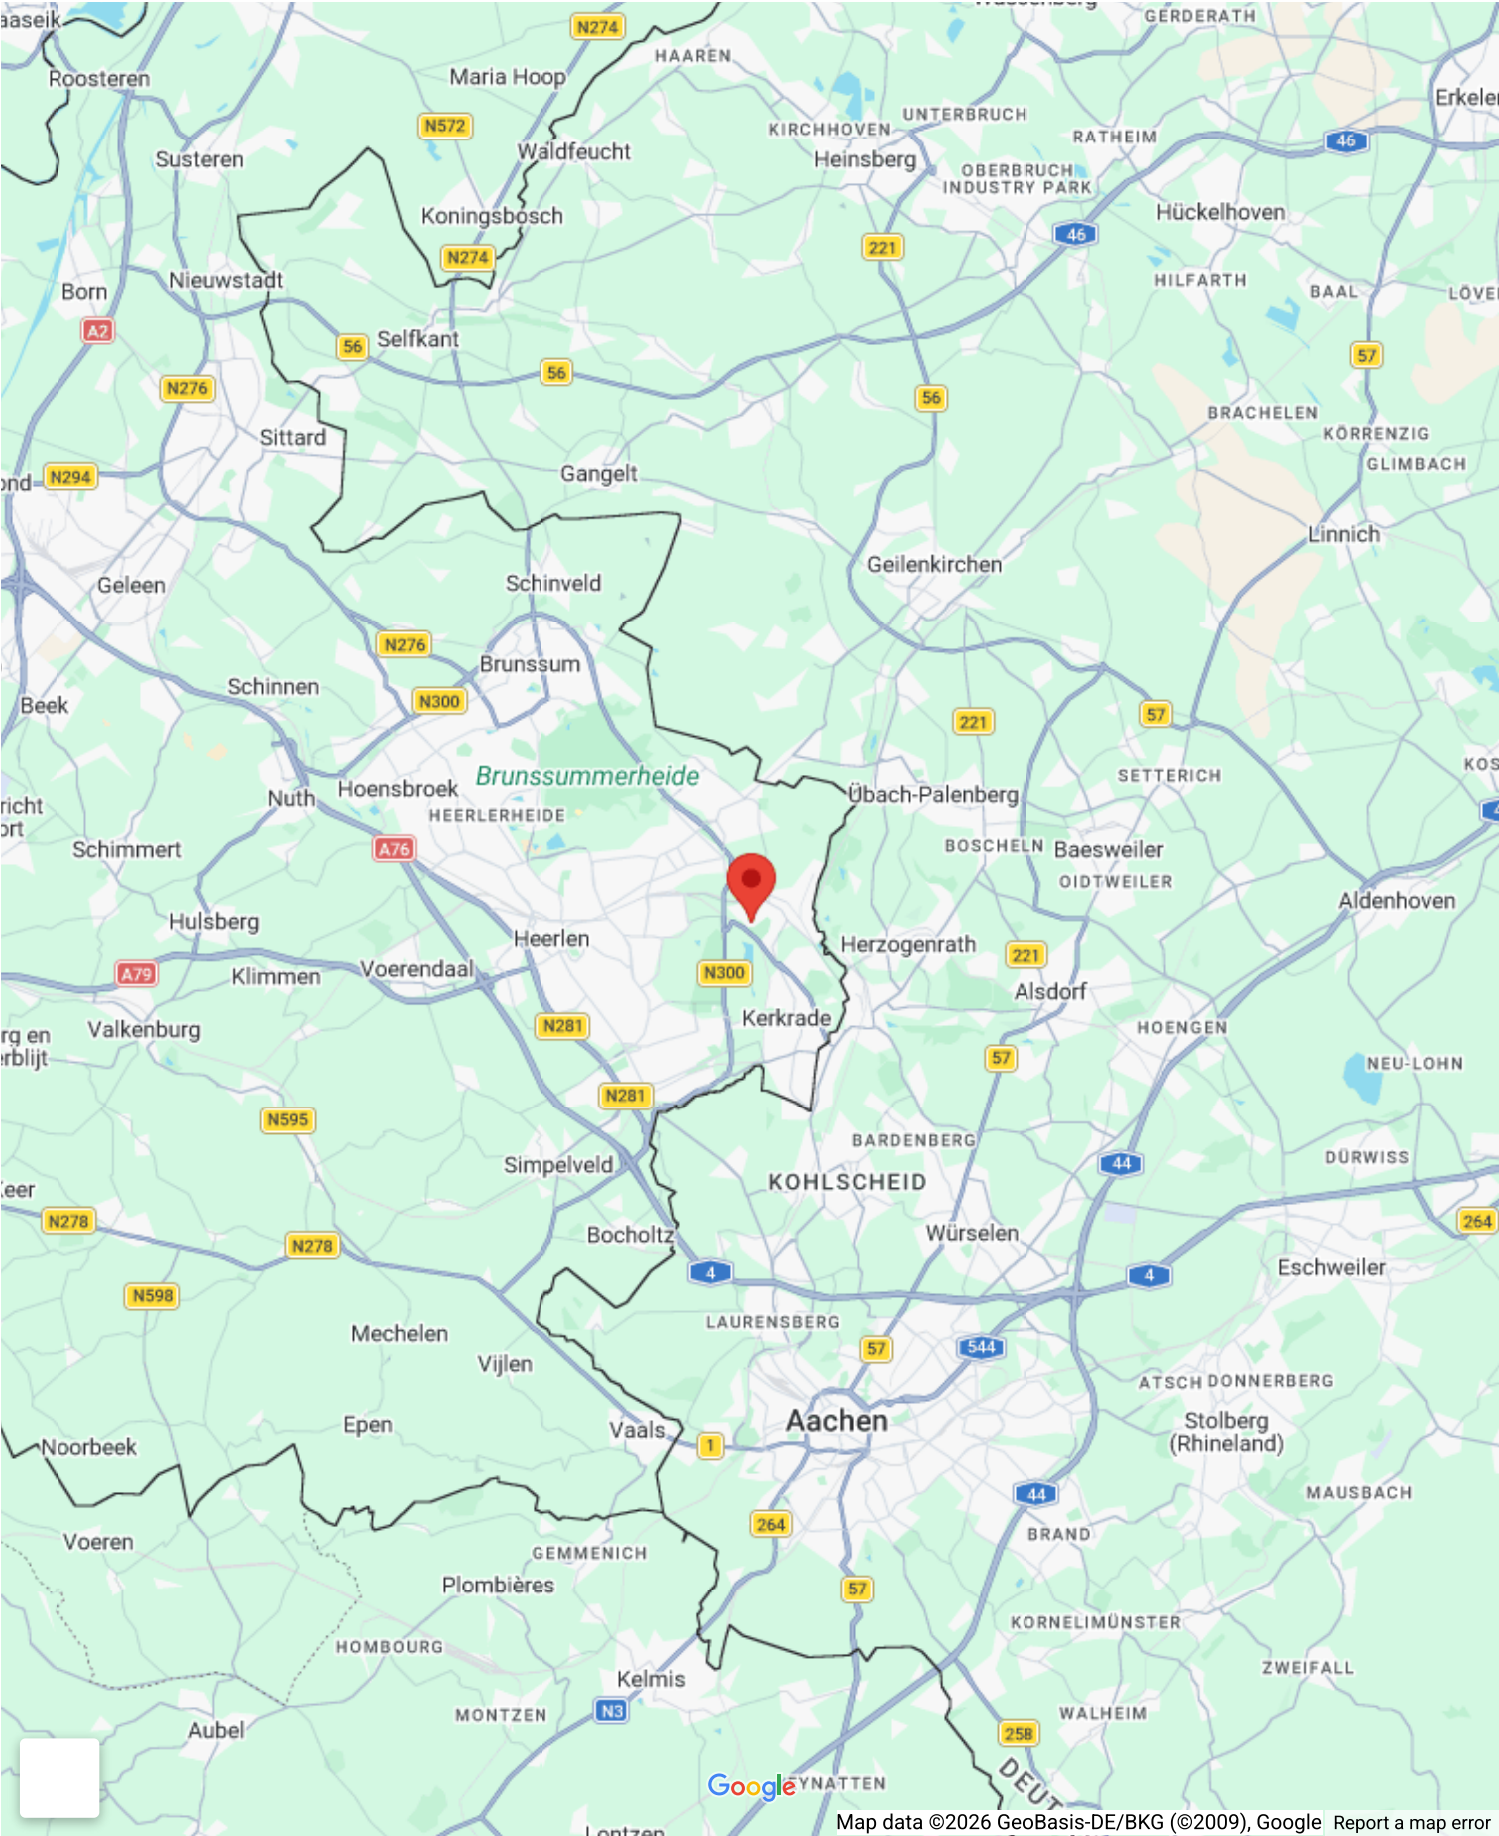 GERDERATH
N274
HAAREN
Roosteren
Maria Hoop
UNTERBRUCH
N572
KIRCHHOVEN
RATHEIM
46
Susteren
Waldfeucht
Heinsberg
OBERBRUCH
INDUSTRY PARK
Koningsbosch
Hückelhoven
46
N274
221
Nieuwstadt
HILFARTH
Born
BAAL
A2
56
Selfkant
57
56
N276
56
BRACHELEN
Sittard
KÖRRENZIG
GLIMBACH
N294
Gangelt
Linnich
Geilenkirchen
Geleen
Schinveld
N276
Brunssum
Schinnen
N300
Beek
221
57
Brunssummerheide
SETTERICH
Hoensbroek
Nuth
Übach-Palenberg
HEERLERHEIDE
A76
Schimmert
BOSCHELN
Baesweiler
OIDTWEILER
Aldenhoven
Hulsberg
Heerlen
Herzogenrath
221
A79
Klimmen
Voerendaal
N300
Alsdorf
Valkenburg
N281
Kerkrade
HOENGEN
57
NEU-LOHN
N281
N595
BARDENBERG
Simpelveld
44
DÜRWISS
KOHLSCHEID
N278
Bocholtz
Würselen
264
N278
4
4
Eschweiler
N598
LAURENSBERG
Mechelen
57
544
Vijlen
ATSCH
DONNERBERG
Epen
Vaals
Aachen
Stolberg
(Rhineland)
Noorbeek
1
44
MAUSBACH
264
BRAND
Voeren
GEMMENICH
Plombières
57
KORNELIMÜNSTER
HOMBOURG
ZWEIFALL
Kelmis
N3
MONTZEN
WALHEIM
Aubel
258
Google
Map data ©2026 GeoBasis-DE/BKG (©2009), Google
Report a map error